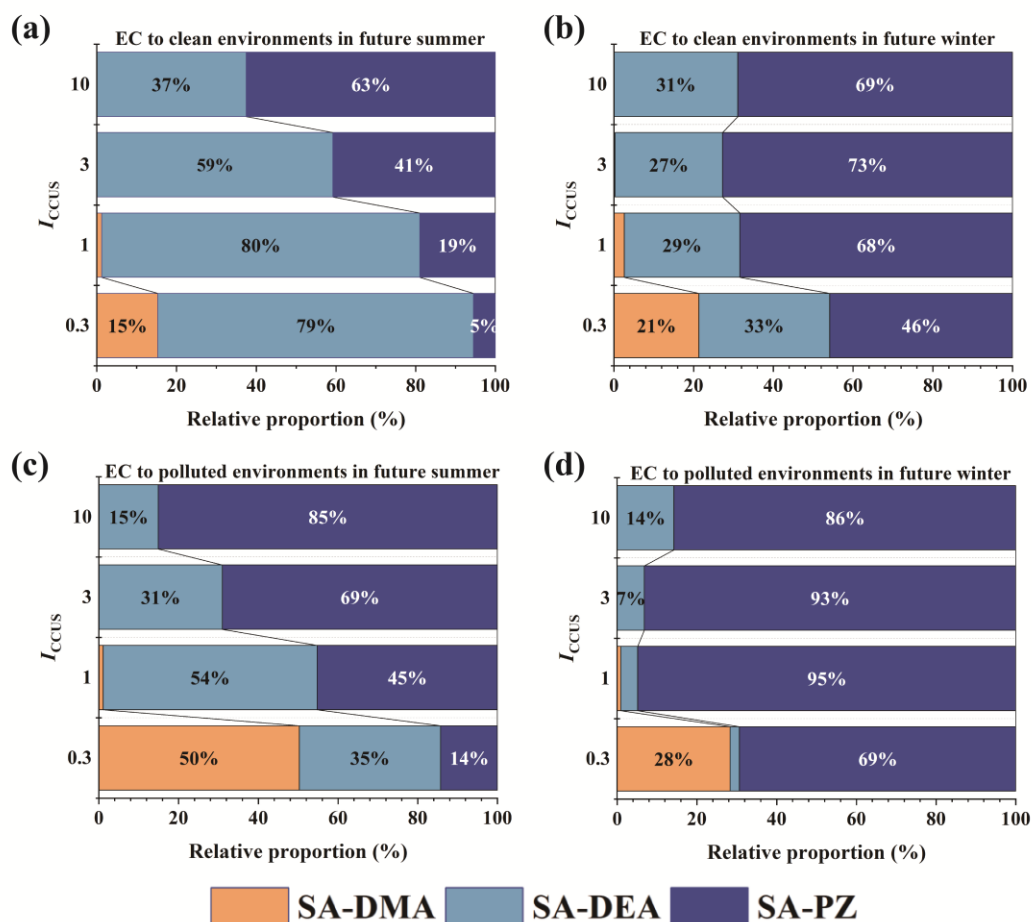 (a)
EC to clean environments in future summer
10
37% 63%
3
59% 41%
1
80% 19%
0.3
15% 79% 5%
0 20 40 60 80 100
Relative proportion (%)
I_CCUS
(b)
EC to clean environments in future winter
10
31% 69%
3
27% 73%
1
29% 68%
0.3
21% 33% 46%
0 20 40 60 80 100
Relative proportion (%)
I_CCUS
(c)
EC to polluted environments in future summer
10
15% 85%
3
31% 69%
1
54% 45%
0.3
50% 35% 14%
0 20 40 60 80 100
Relative proportion (%)
I_CCUS
(d)
EC to polluted environments in future winter
10
14% 86%
3
7% 93%
1
95%
0.3
28% 69%
0 20 40 60 80 100
Relative proportion (%)
I_CCUS
SA-DMA SA-DEA SA-PZ